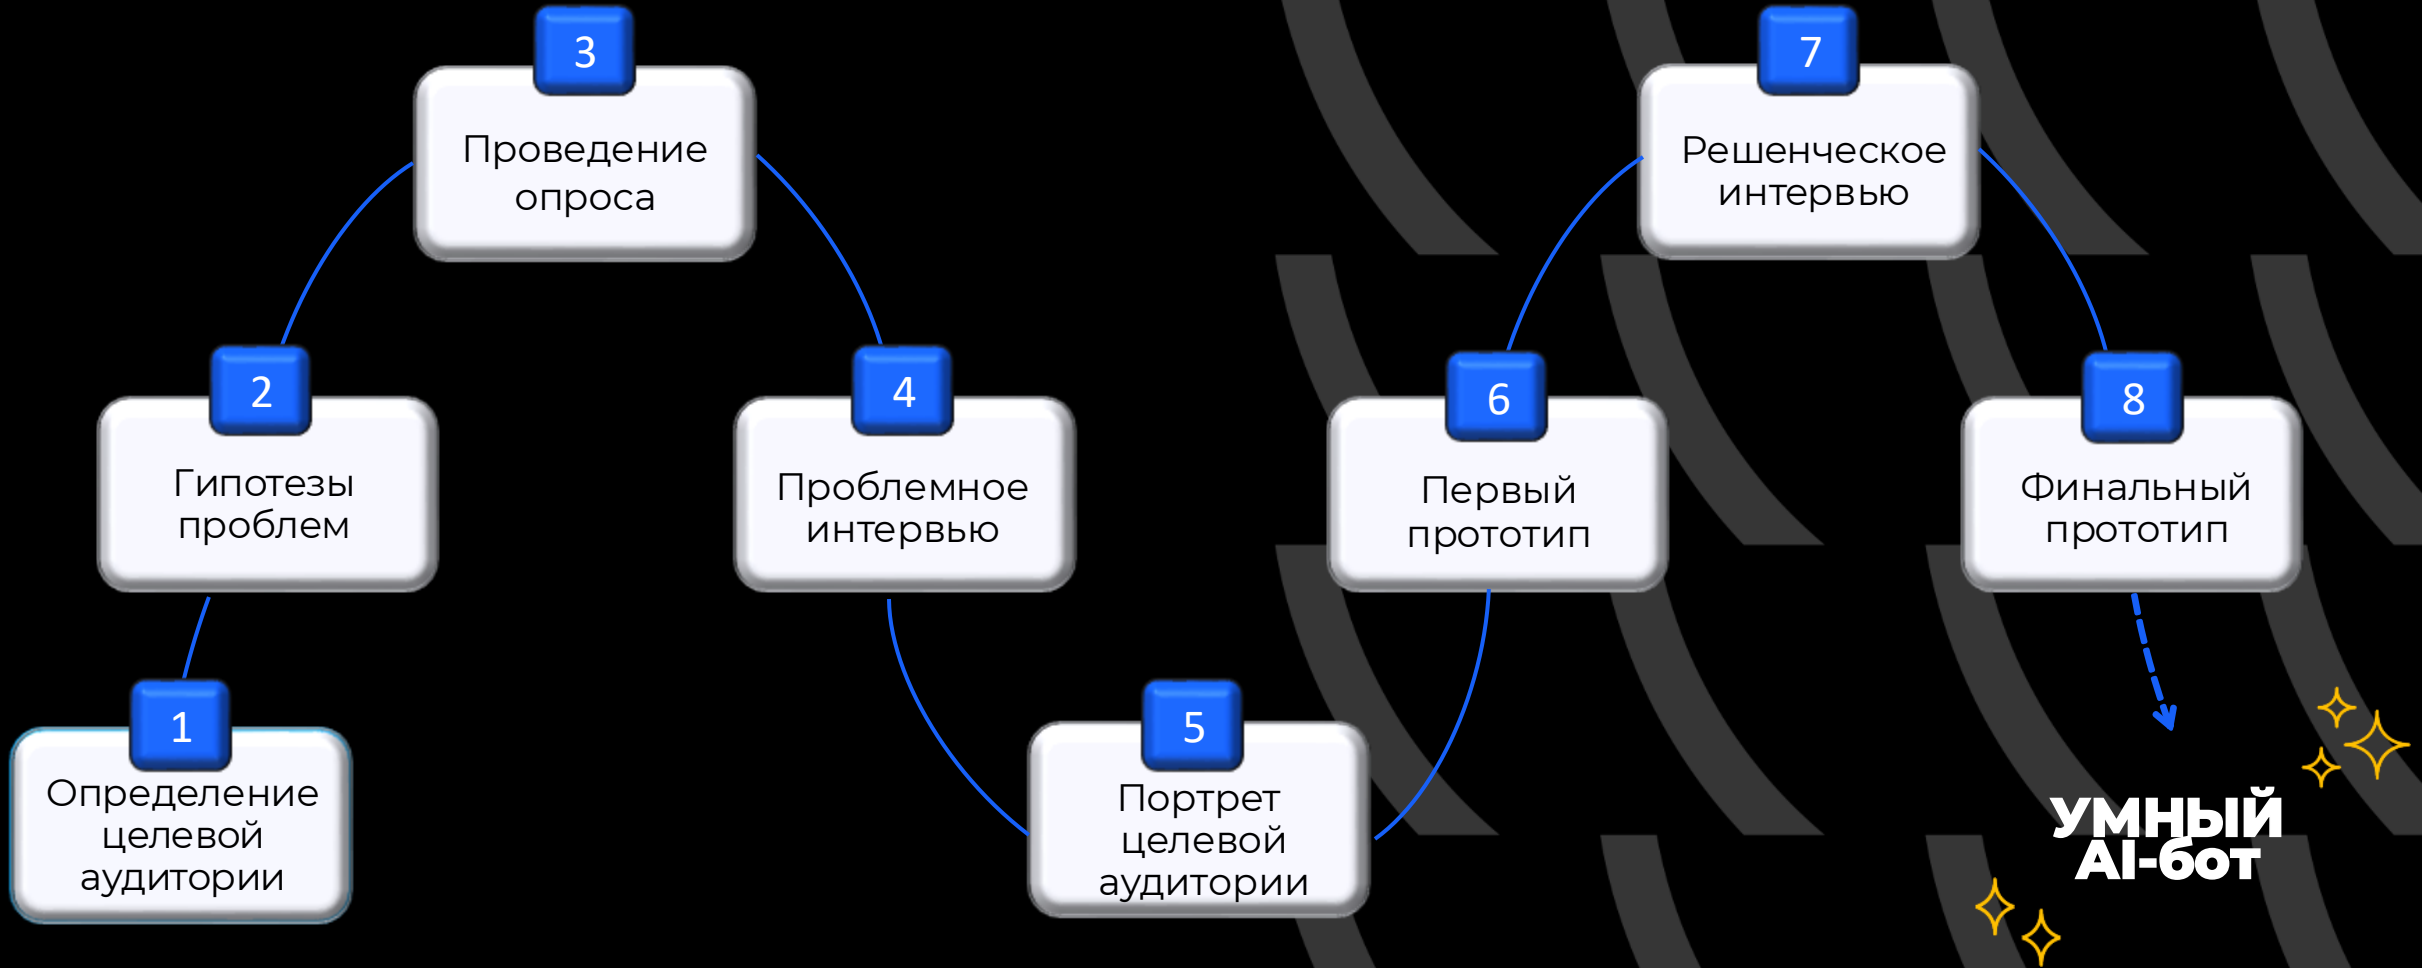 1
Определение
целевой
аудитории
2
Гипотезы
проблем
3
Проведение
опроса
4
Проблемное
интервью
5
Портрет
целевой
аудитории
6
Первый
прототип
7
Решенческое
интервью
8
Финальный
прототип
УМНЫЙ
AI-бот